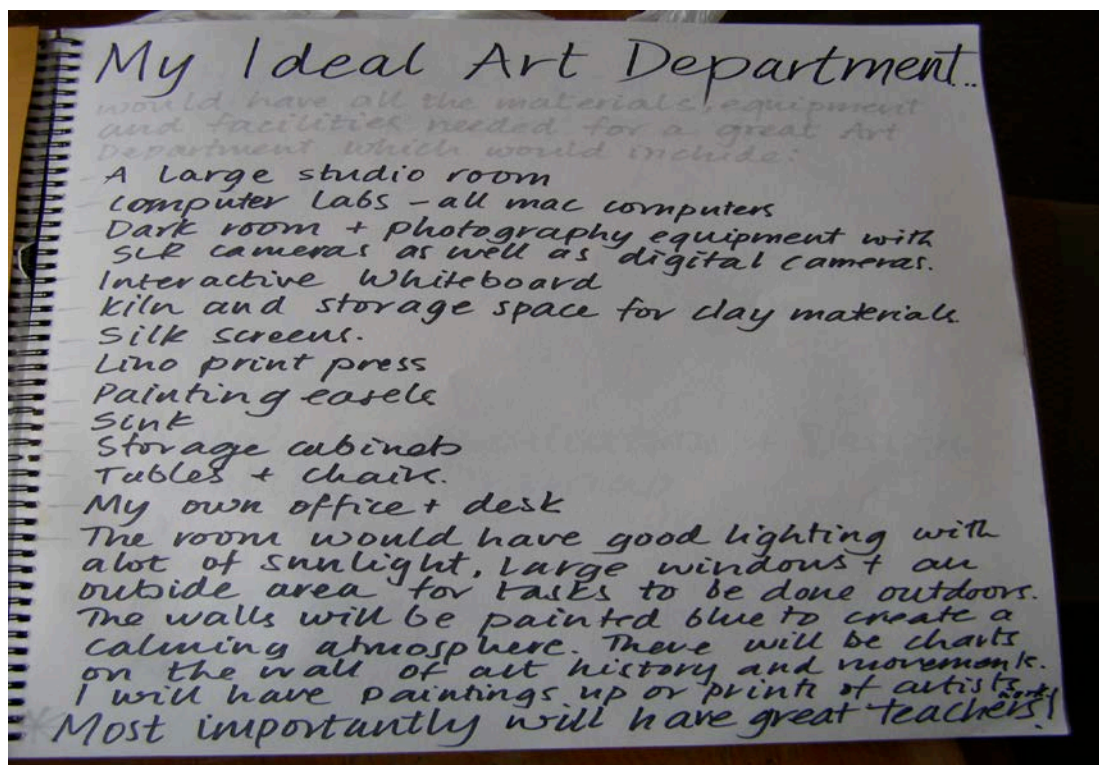 My Ideal Art Department..
would have all the materials, equipment
and facilities needed for a great Art
Department which would include:
A Large studio room
computer Labs - all mac computers
Dark room + photography equipment with
SLR cameras as well as digital cameras.
Interactive Whiteboard
kiln and storage space for clay materials
Silk screens.
Lino print press
Painting easels
Sink
Storage cabinets
Tables + chairs.
My own office + desk
The room would have good lighting with
alot of sunlight, large windows + an
outside area for tasks to be done outdoors.
The walls will be painted blue to create a
calming atmosphere. There will be charts
on the wall of art history and movements.
I will have paintings up or prints of artists works!
*Most importantly will have great teachers!